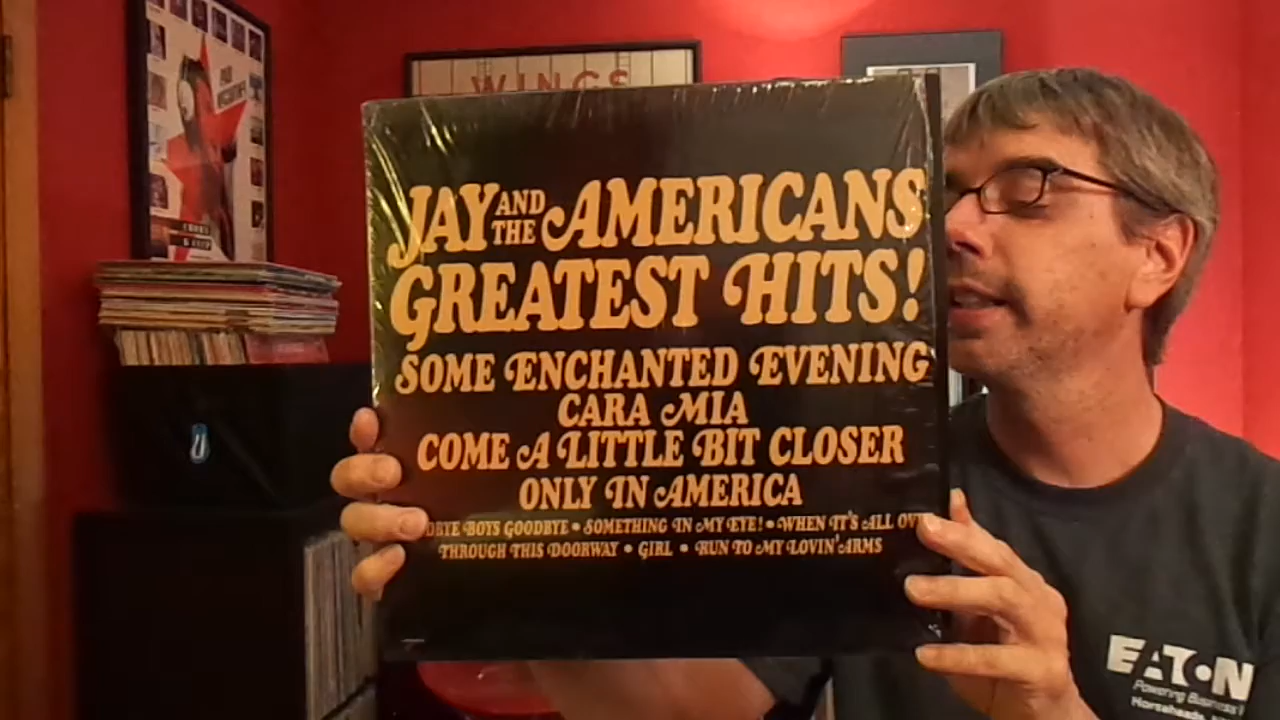 WINGS
JAY AND THE AMERICANS
GREATEST HITS!
SOME ENCHANTED EVENING
CARA MIA
COME A LITTLE BIT CLOSER
ONLY IN AMERICA
BOYS GOODBYE • SOMETHING IN MY EYE! • WHEN IT'S ALL
THROUGH THIS DOORWAY • GIRL • RUN TO MY LOVIN' ARMS
EATON
Powering Business